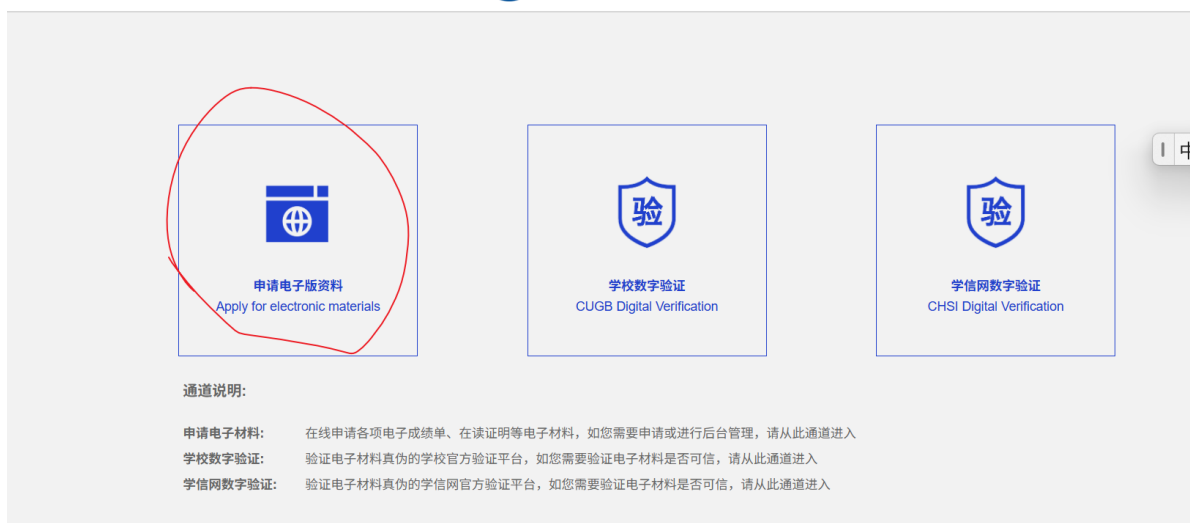 中
验
验
申请电子版资料
Apply for electronic materials
学校数字验证
CUGB Digital Verification
学信网数字验证
CHSI Digital Verification
通道说明:
申请电子材料: 在线申请各项电子成绩单、在读证明等电子材料，如您需要申请或进行后台管理，请从此通道进入
学校数字验证: 验证电子材料真伪的学校官方验证平台，如您需要验证电子材料是否可信，请从此通道进入
学信网数字验证: 验证电子材料真伪的学信网官方验证平台，如您需要验证电子材料是否可信，请从此通道进入